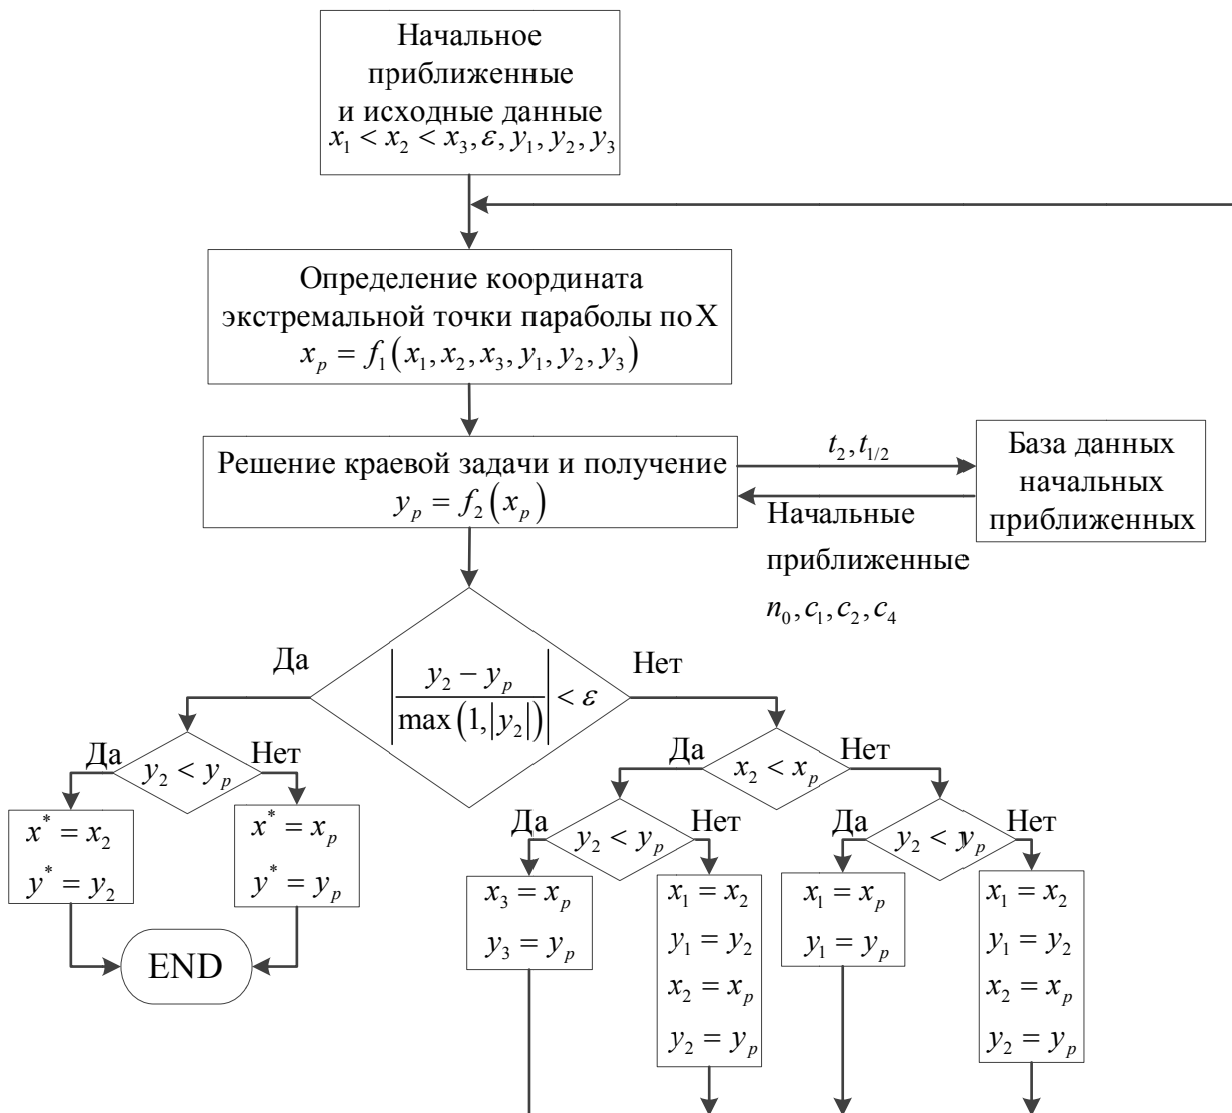 Начальное
приближенные
и исходные данные
x₁ < x₂ < x₃, ε, y₁, y₂, y₃
Определение координата
экстремальной точки параболы по X
x_p = f₁(x₁, x₂, x₃, y₁, y₂, y₃)
Решение краевой задачи и получение
y_p = f₂(x_p)
t₂, t_{1/2}
База данных
начальных
приближенных
Начальные
приближенные
n₀, c₁, c₂, c₄
Да
Нет
|(y₂ − y_p) / max(1, |y₂|)| < ε
Да
Нет
y₂ < y_p
x* = x₂
y* = y₂
x* = x_p
y* = y_p
END
Да
Нет
x₂ < x_p
Да
Нет
y₂ < y_p
Да
Нет
y₂ < y_p
x₃ = x_p
y₃ = y_p
x₁ = x₂
y₁ = y₂
x₂ = x_p
y₂ = y_p
x₁ = x_p
y₁ = y_p
x₁ = x₂
y₁ = y₂
x₂ = x_p
y₂ = y_p